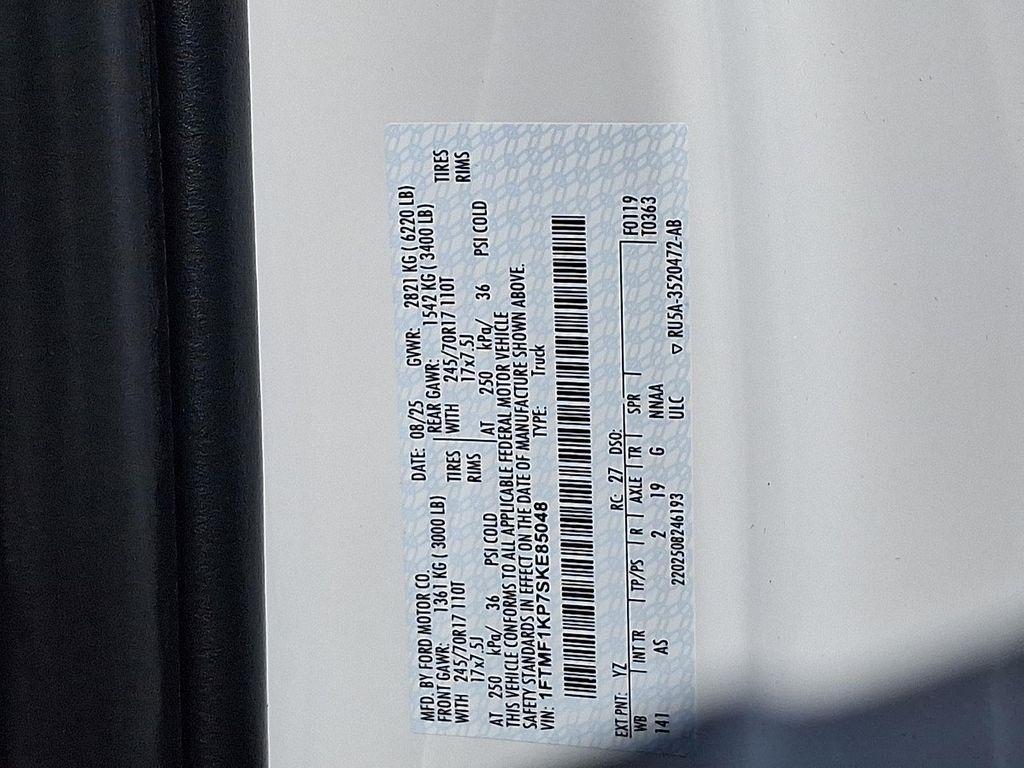 MFD. BY FORD MOTOR CO. DATE: 08/25 GVWR: 2821 KG ( 6220 LB)
FRONT GAWR: 1361 KG ( 3000 LB) REAR GAWR: 1542 KG ( 3400 LB)
WITH 245/70R17 110T TIRES WITH 245/70R17 110T TIRES
17x7.5J RIMS 17x7.5J RIMS
AT 250 kPa/ 36 PSI COLD AT 250 kPa/ 36 PSI COLD
THIS VEHICLE CONFORMS TO ALL APPLICABLE FEDERAL MOTOR VEHICLE
SAFETY STANDARDS IN EFFECT ON THE DATE OF MANUFACTURE SHOWN ABOVE.
VIN: 1FTMF1KP7SKE85048 TYPE: Truck
EXT PNT: YZ RC: 27 DSO: F0119
WB INT TR TP/PS R AXLE TR SPR T0363
141 AS 2 19 G NNAA
2202508246193 ULC ▽ RU5A-3520472-AB